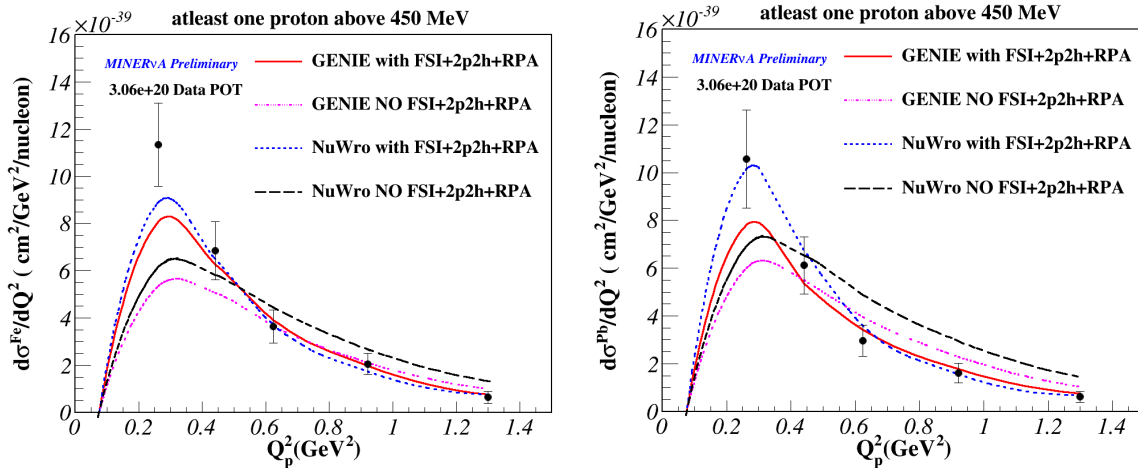 ×10⁻³⁹
atleast one proton above 450 MeV
16
14
12
10
8
6
4
2
0
dσ^Fe/dQ² ( cm²/GeV²/nucleon)
MINERνA Preliminary
3.06e+20 Data POT
GENIE with FSI+2p2h+RPA
GENIE NO FSI+2p2h+RPA
NuWro with FSI+2p2h+RPA
NuWro NO FSI+2p2h+RPA
0 0.2 0.4 0.6 0.8 1 1.2 1.4
Q²ₚ(GeV²)
×10⁻³⁹
atleast one proton above 450 MeV
16
14
12
10
8
6
4
2
0
dσ^Pb/dQ² ( cm²/GeV²/nucleon)
MINERνA Preliminary
3.06e+20 Data POT
GENIE with FSI+2p2h+RPA
GENIE NO FSI+2p2h+RPA
NuWro with FSI+2p2h+RPA
NuWro NO FSI+2p2h+RPA
0 0.2 0.4 0.6 0.8 1 1.2 1.4
Q²ₚ(GeV²)